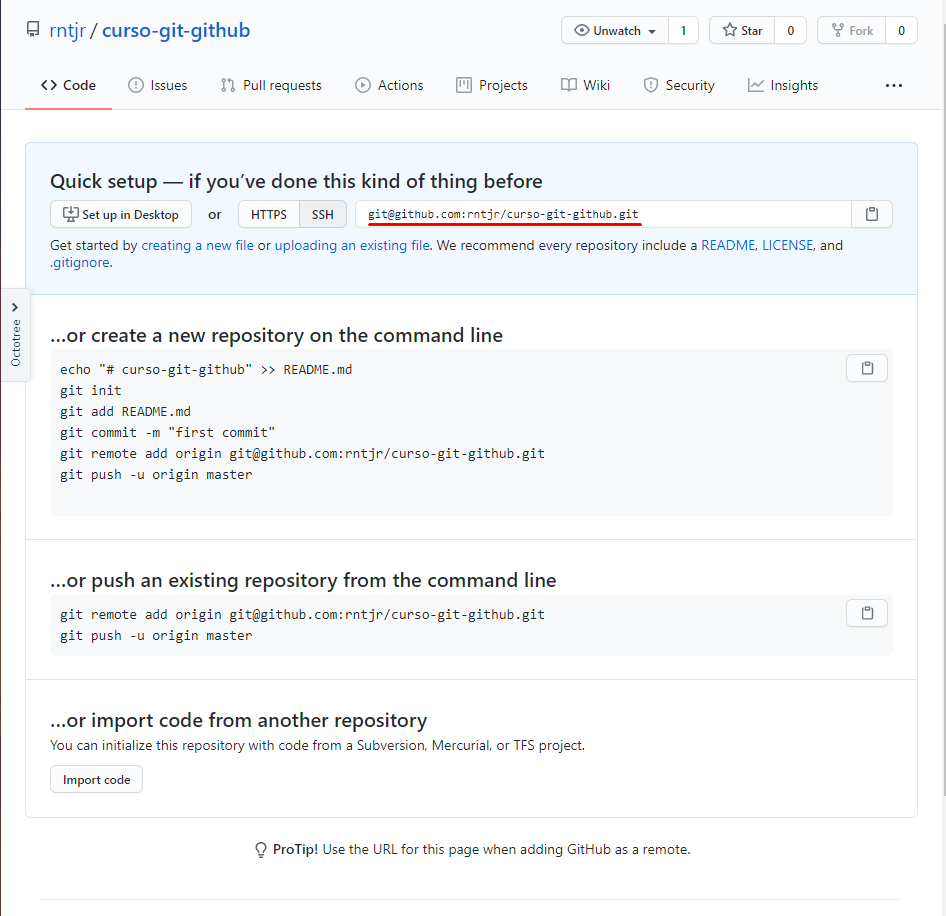 rntjr / curso-git-github
Unwatch 1 Star 0 Fork 0
Code Issues Pull requests Actions Projects Wiki Security Insights ...
Quick setup — if you’ve done this kind of thing before
Set up in Desktop or HTTPS SSH git@github.com:rntjr/curso-git-github.git
Get started by creating a new file or uploading an existing file. We recommend every repository include a README, LICENSE, and
.gitignore.
Octotree
…or create a new repository on the command line
echo "# curso-git-github" >> README.md
git init
git add README.md
git commit -m "first commit"
git remote add origin git@github.com:rntjr/curso-git-github.git
git push -u origin master
…or push an existing repository from the command line
git remote add origin git@github.com:rntjr/curso-git-github.git
git push -u origin master
…or import code from another repository
You can initialize this repository with code from a Subversion, Mercurial, or TFS project.
Import code
ProTip! Use the URL for this page when adding GitHub as a remote.